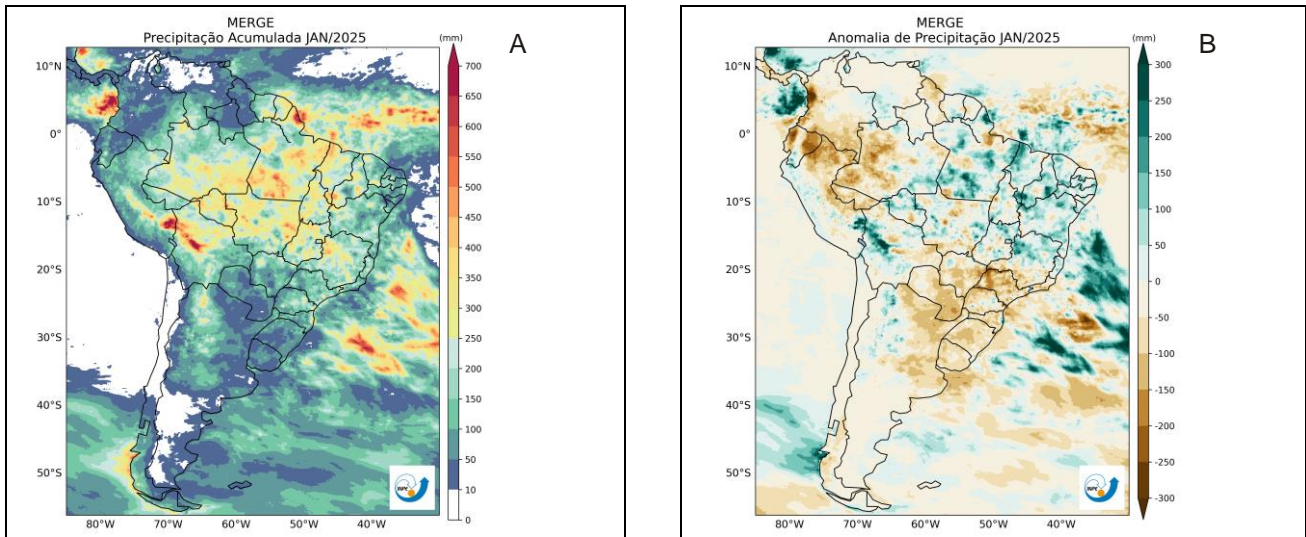 MERGE
Precipitação Acumulada JAN/2025
(mm)
A
10°N
0°
10°S
20°S
30°S
40°S
50°S
80°W
70°W
60°W
50°W
40°W
700
650
600
550
500
450
400
350
300
250
200
150
100
50
10
0
MERGE
Anomalia de Precipitação JAN/2025
(mm)
B
10°N
0°
10°S
20°S
30°S
40°S
50°S
80°W
70°W
60°W
50°W
40°W
300
250
200
150
100
50
0
-50
-100
-150
-200
-250
-300